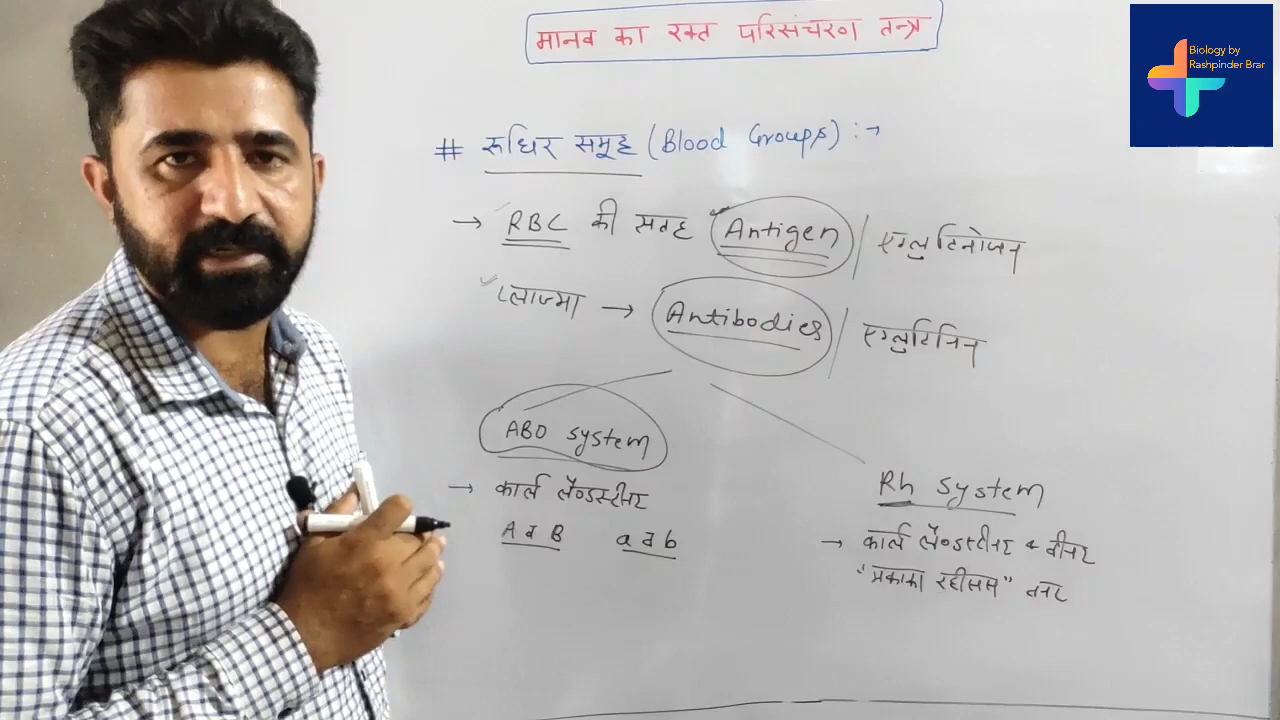 मानव का रक्त परिसंचरण तन्त्र
Biology by
Rashpinder Brar
# रूधिर समूह (Blood Groups) :→
→ RBC की सतह Antigen / एग्लुटिनोजन
प्लाज्मा → Antibodies / एग्लुटिनिन
ABO system
Rh system
→ कार्ल लैण्डस्टीनर
A व B a व b
→ कार्ल लैण्डस्टीनर & वीनर
"मकाका रहीसस" बन्दर